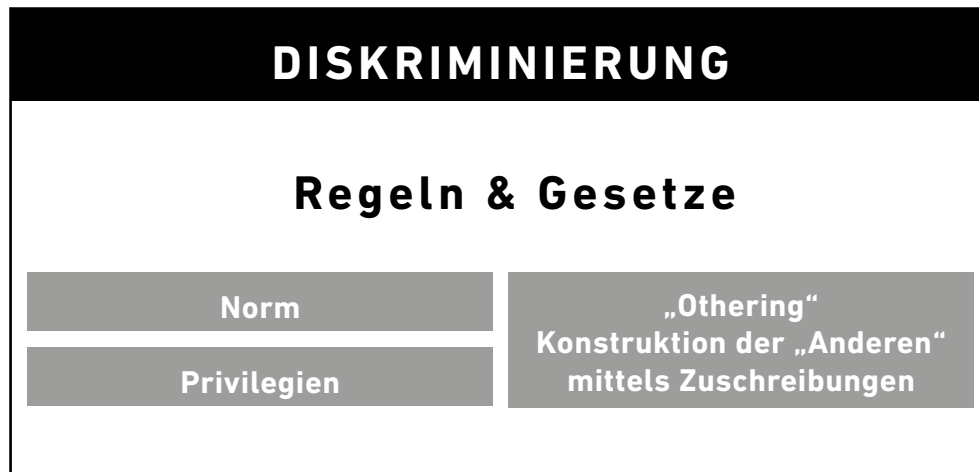 DISKRIMINIERUNG
Regeln & Gesetze
Norm
Privilegien
„Othering“
Konstruktion der „Anderen“
mittels Zuschreibungen